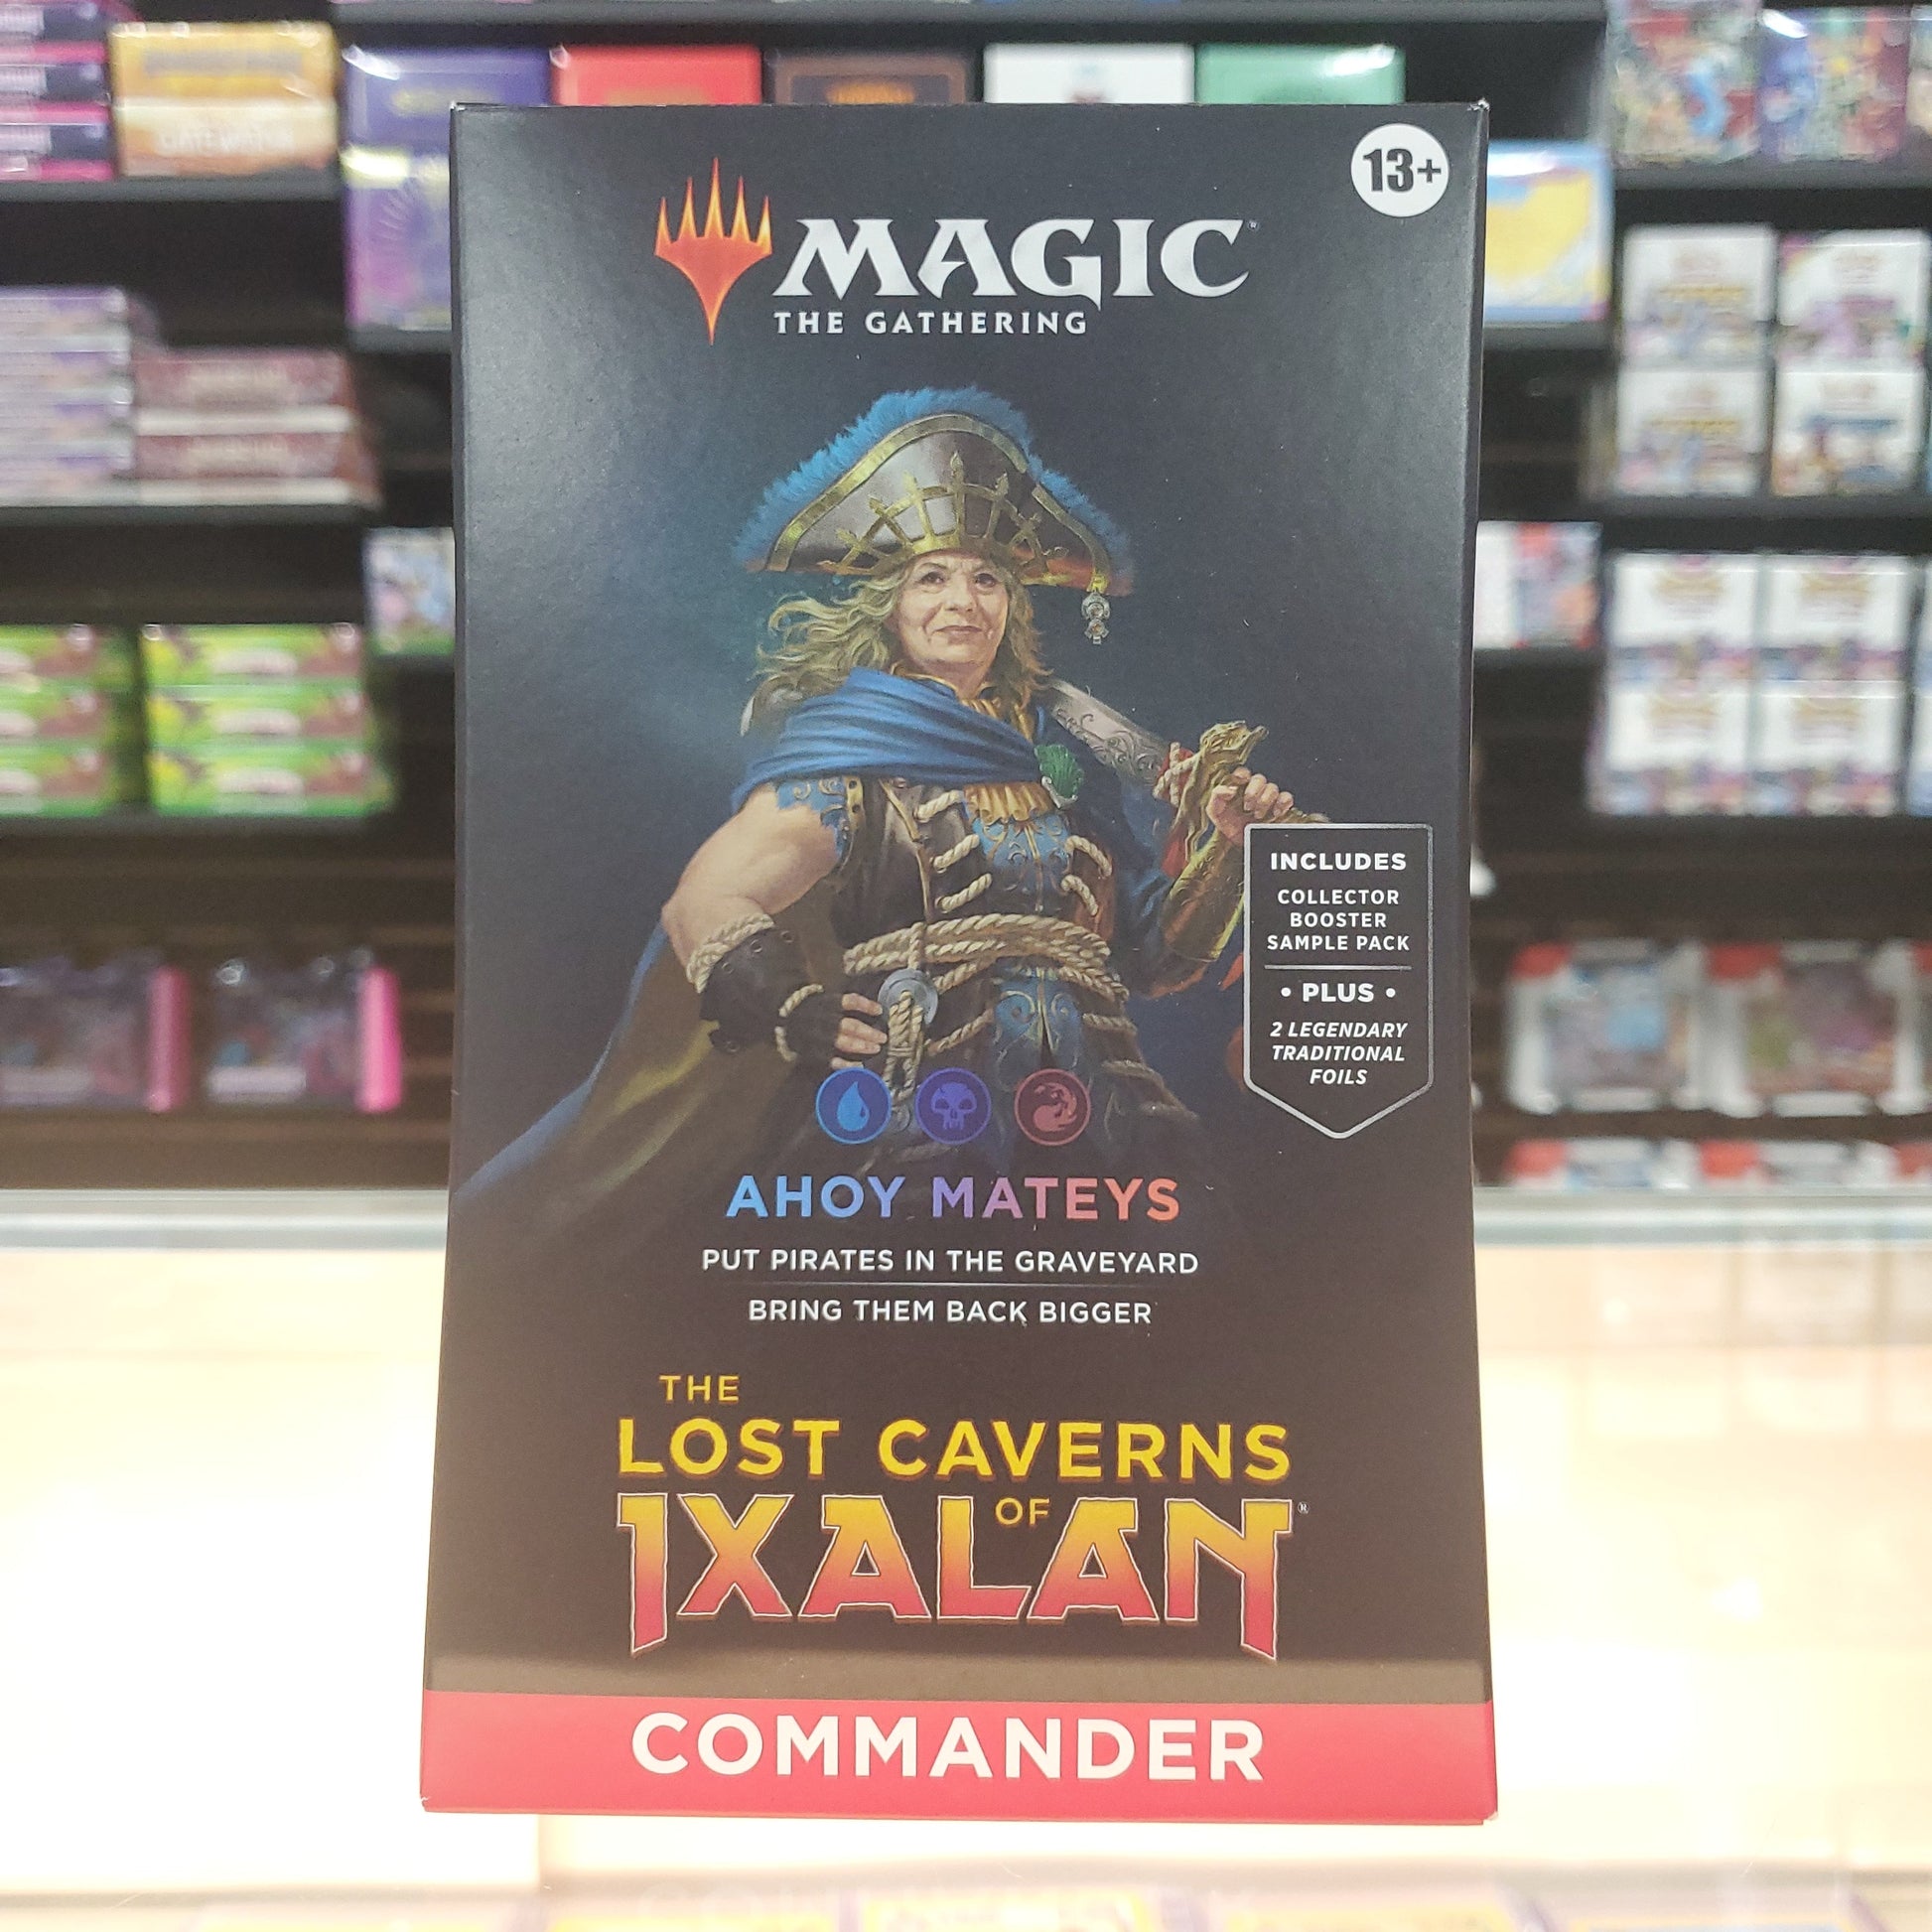 13+
MAGIC®
THE GATHERING
INCLUDES
COLLECTOR
BOOSTER
SAMPLE PACK
• PLUS •
2 LEGENDARY
TRADITIONAL
FOILS
AHOY MATEYS
PUT PIRATES IN THE GRAVEYARD
BRING THEM BACK BIGGER
THE
LOST CAVERNS
OF
IXALAN®
COMMANDER